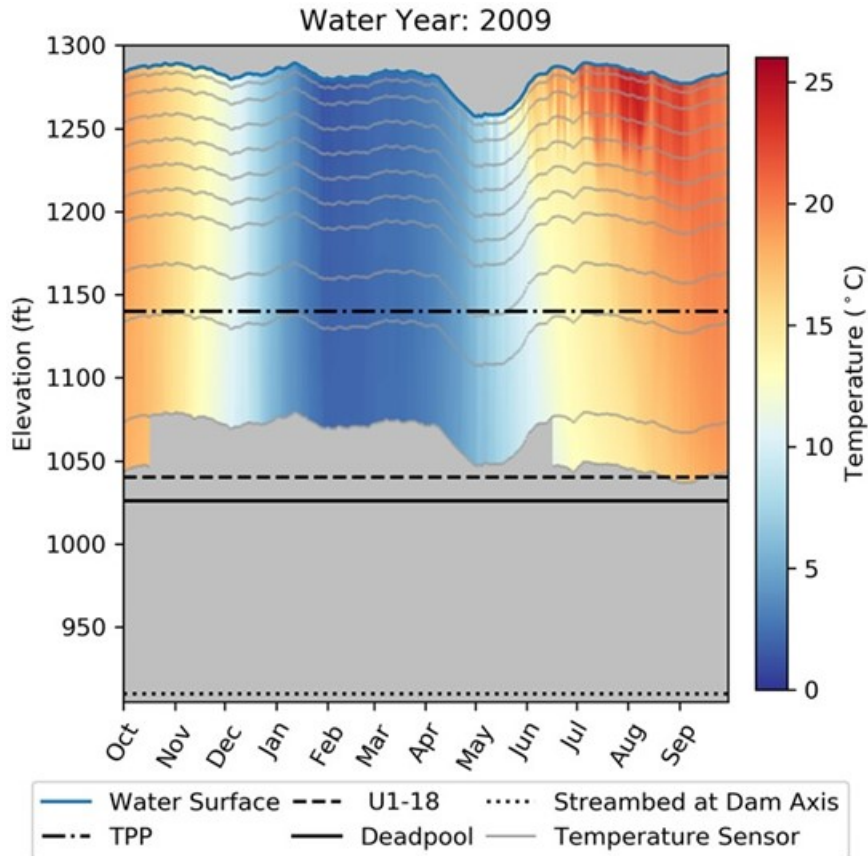 Water Year: 2009
1300
1250
1200
1150
1100
1050
1000
950
Elevation (ft)
Oct Nov Dec Jan Feb Mar Apr May Jun Jul Aug Sep
25
20
15
10
5
0
Temperature (°C)
Water Surface U1-18 Streambed at Dam Axis
TPP Deadpool Temperature Sensor